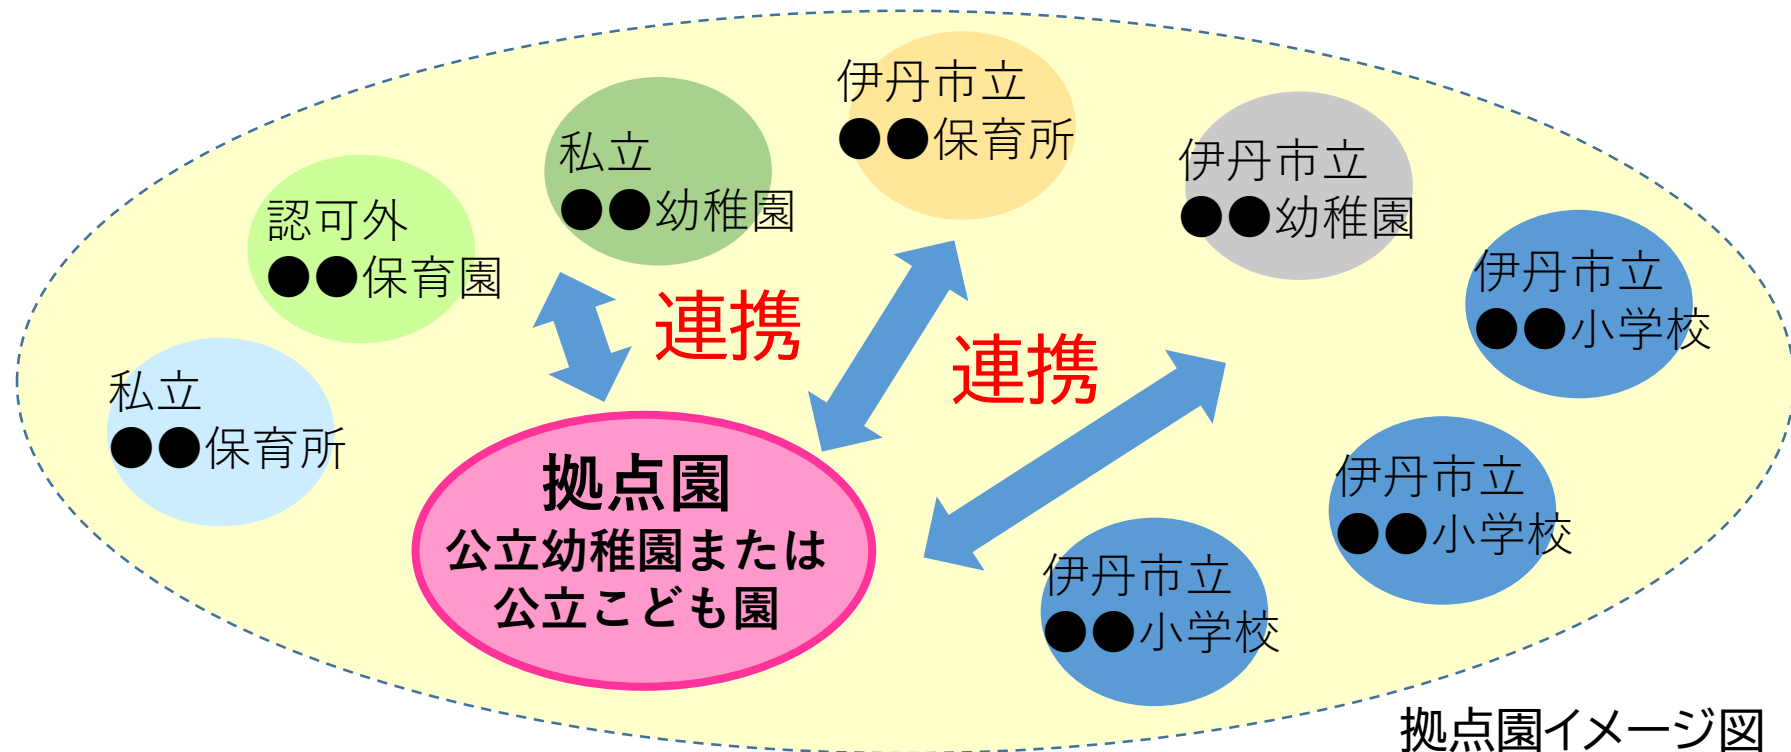 伊丹市立
●●保育所
私立
●●幼稚園
伊丹市立
●●幼稚園
認可外
●●保育園
伊丹市立
●●小学校
連携
連携
私立
●●保育所
拠点園
公立幼稚園または
公立こども園
伊丹市立
●●小学校
伊丹市立
●●小学校
拠点園イメージ図